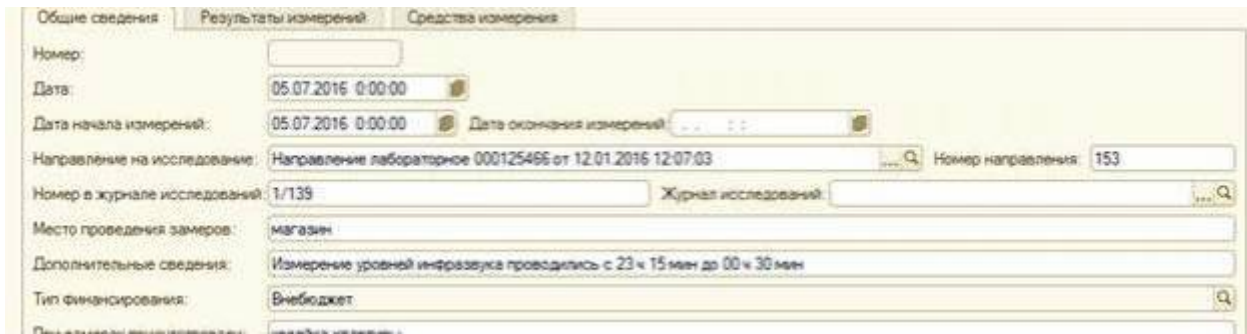 Общие сведения Результаты измерений Средства измерения
Номер:
Дата: 05.07.2016 0:00:00
Дата начала измерений: 05.07.2016 0:00:00 Дата окончания измерений: . . : :
Направление на исследование: Направление лабораторное 000125466 от 12.01.2016 12:07:03 ... Номер направления: 153
Номер в журнале исследований: 1/139 Журнал исследований: ...
Место проведения замеров: магазин
Дополнительные сведения: Измерение уровней инфразвука проводились с 23 ч 15 мин до 00 ч 30 мин
Тип финансирования: Внебюджет